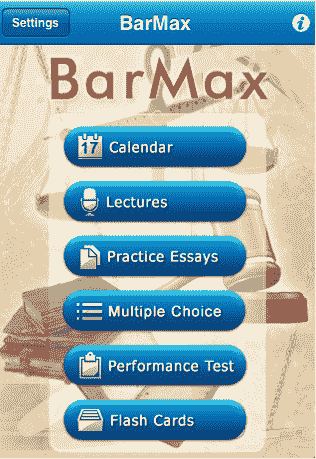 Settings
BarMax
i
BarMax
17
Calendar
Lectures
Practice Essays
Multiple Choice
Performance Test
Flash Cards